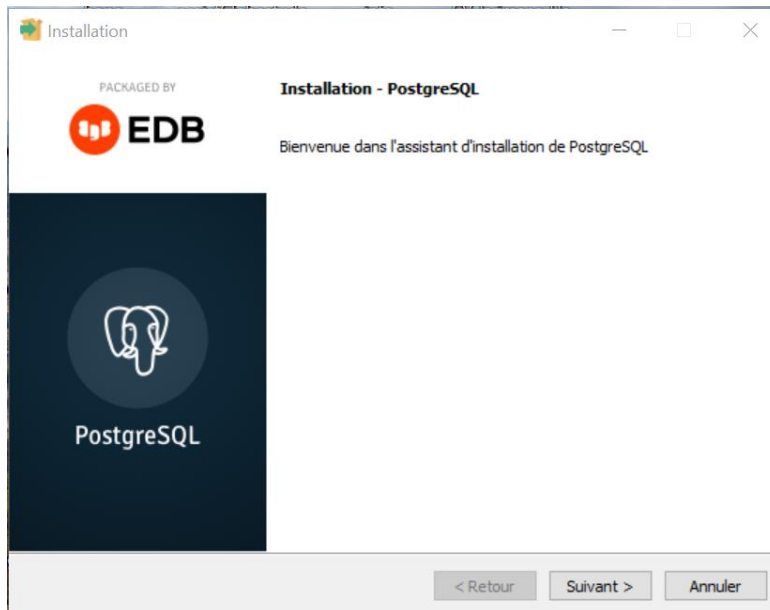 Installation
PACKAGED BY
EDB
Installation - PostgreSQL
Bienvenue dans l'assistant d'installation de PostgreSQL
PostgreSQL
< Retour
Suivant >
Annuler